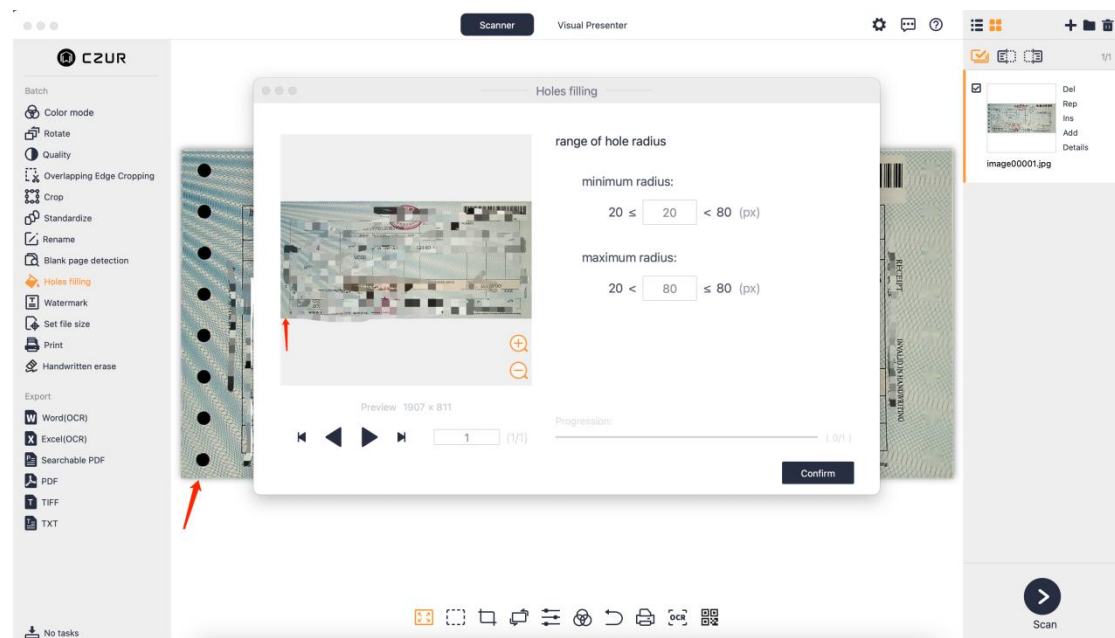 Scanner
Visual Presenter
CZUR
Batch
Color mode
Rotate
Quality
Overlapping Edge Cropping
Crop
Standardize
Rename
Blank page detection
Holes filling
Watermark
Set file size
Print
Handwritten erase
Export
Word(OCR)
Excel(OCR)
Searchable PDF
PDF
TIFF
TXT
No tasks
Holes filling
range of hole radius
minimum radius:
20 ≤ 20 < 80 (px)
maximum radius:
20 < 80 ≤ 80 (px)
Preview 1907 × 811
1 (1/1)
Progression:
( 0/1 )
Confirm
RECEIPT
INVALID IN HANDWRITING
OCR
1/1
Del
Rep
Ins
Add
Details
image00001.jpg
Scan